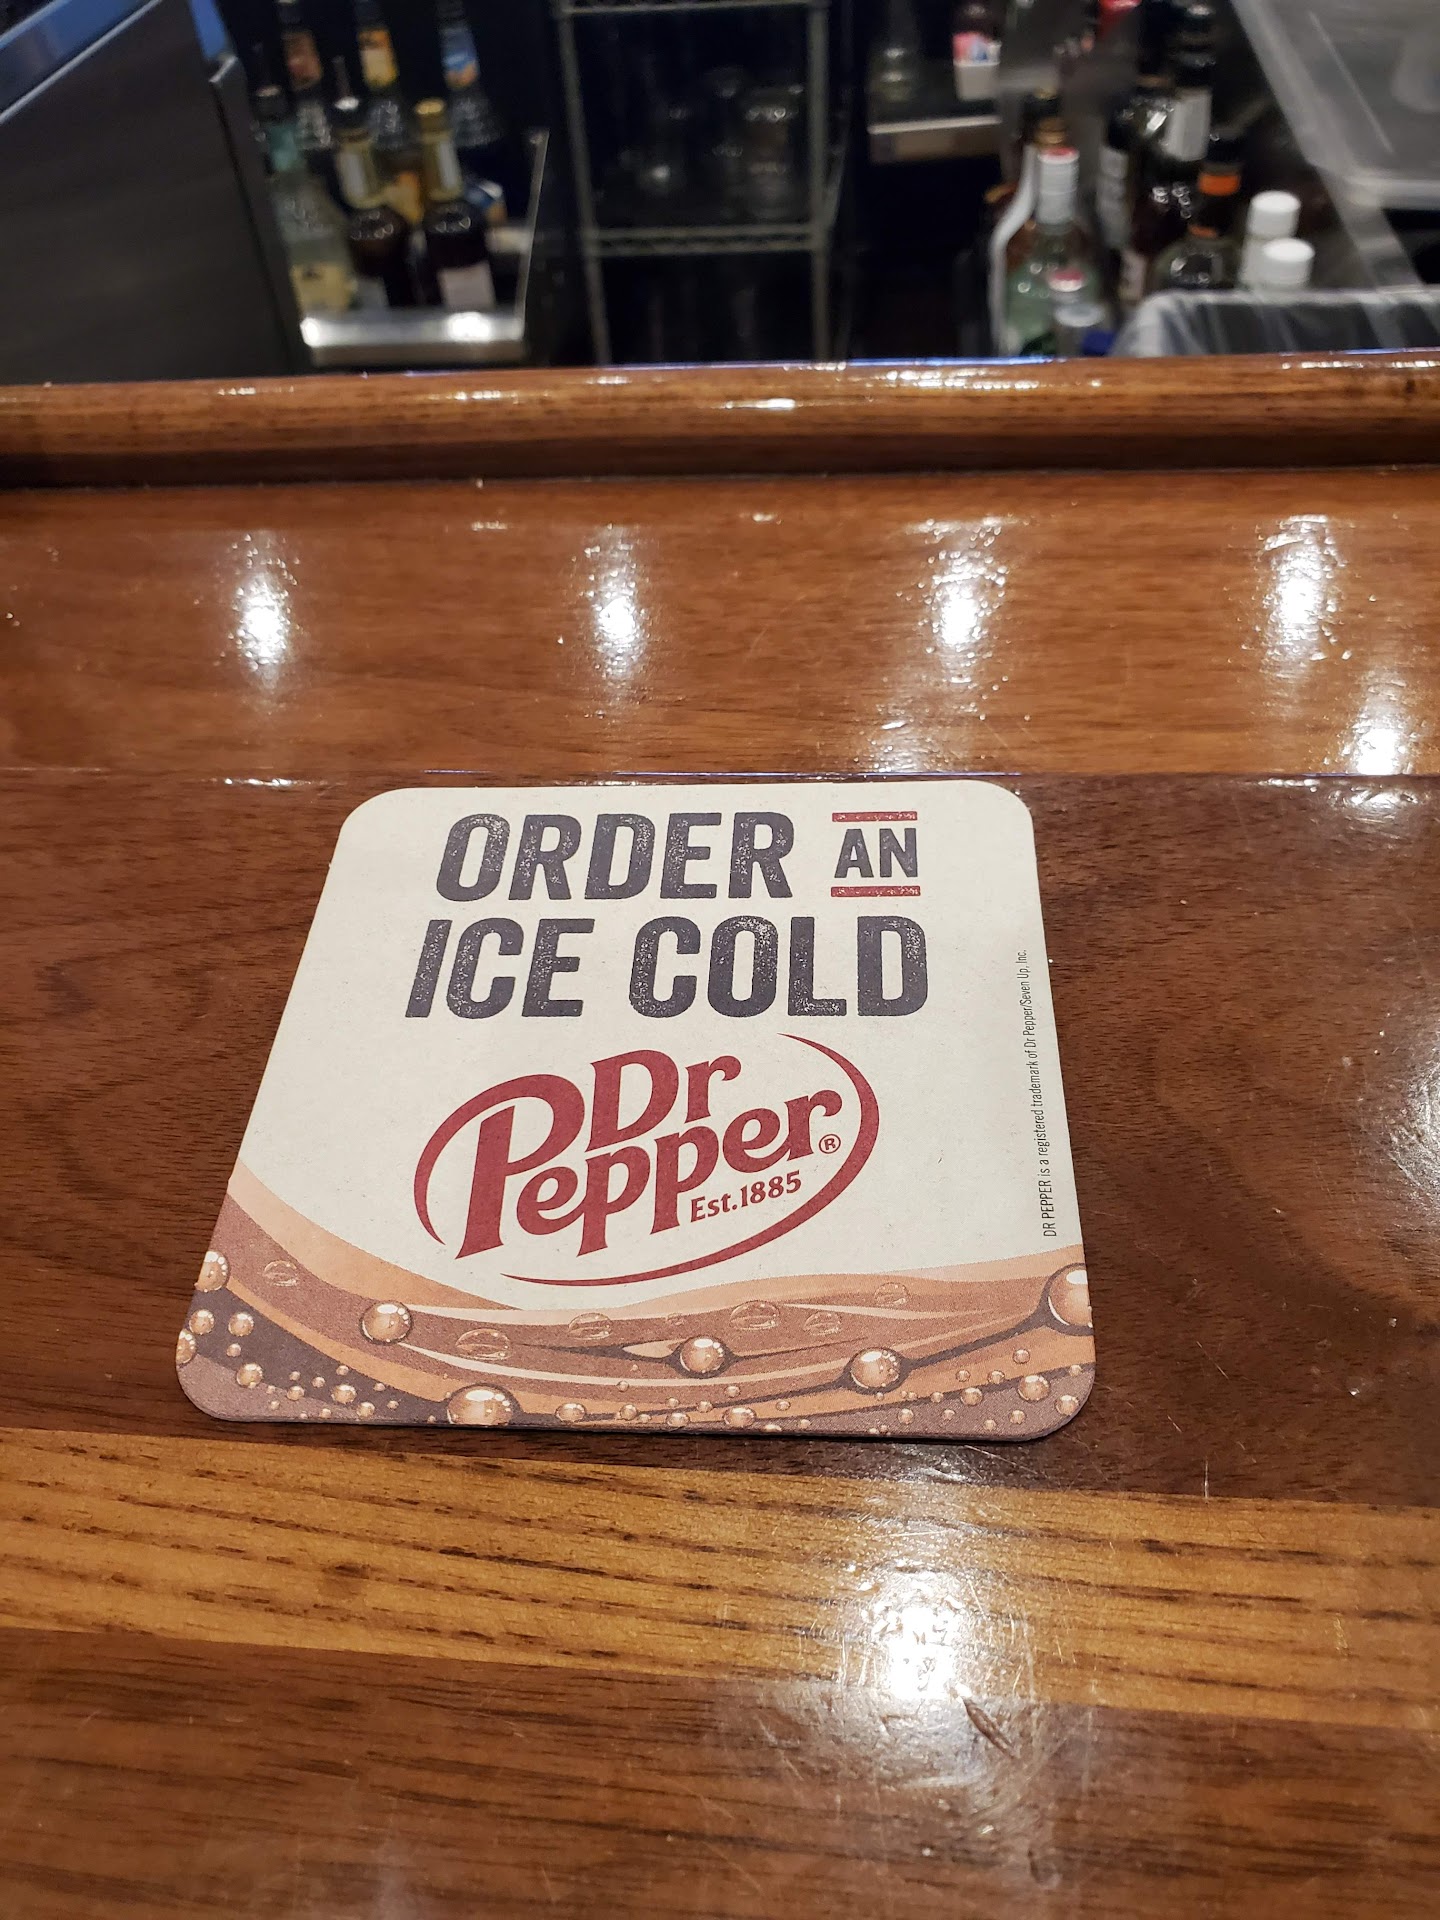 ORDER AN
ICE COLD
Dr
Pepper®
Est.1885
DR PEPPER is a registered trademark of Dr Pepper/Seven Up, Inc.